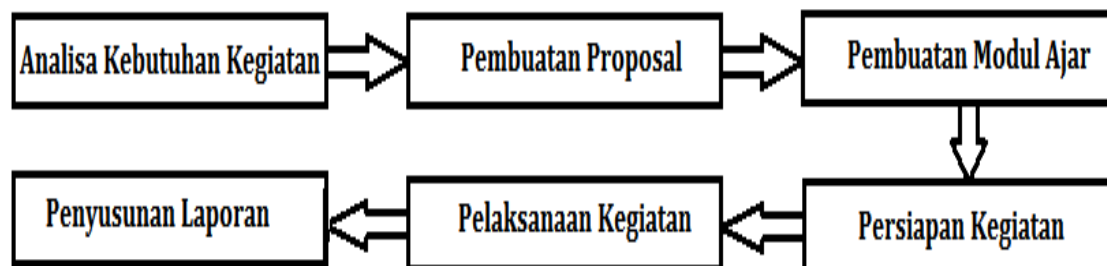 Analisa Kebutuhan Kegiatan
Pembuatan Proposal
Pembuatan Modul Ajar
Persiapan Kegiatan
Pelaksanaan Kegiatan
Penyusunan Laporan